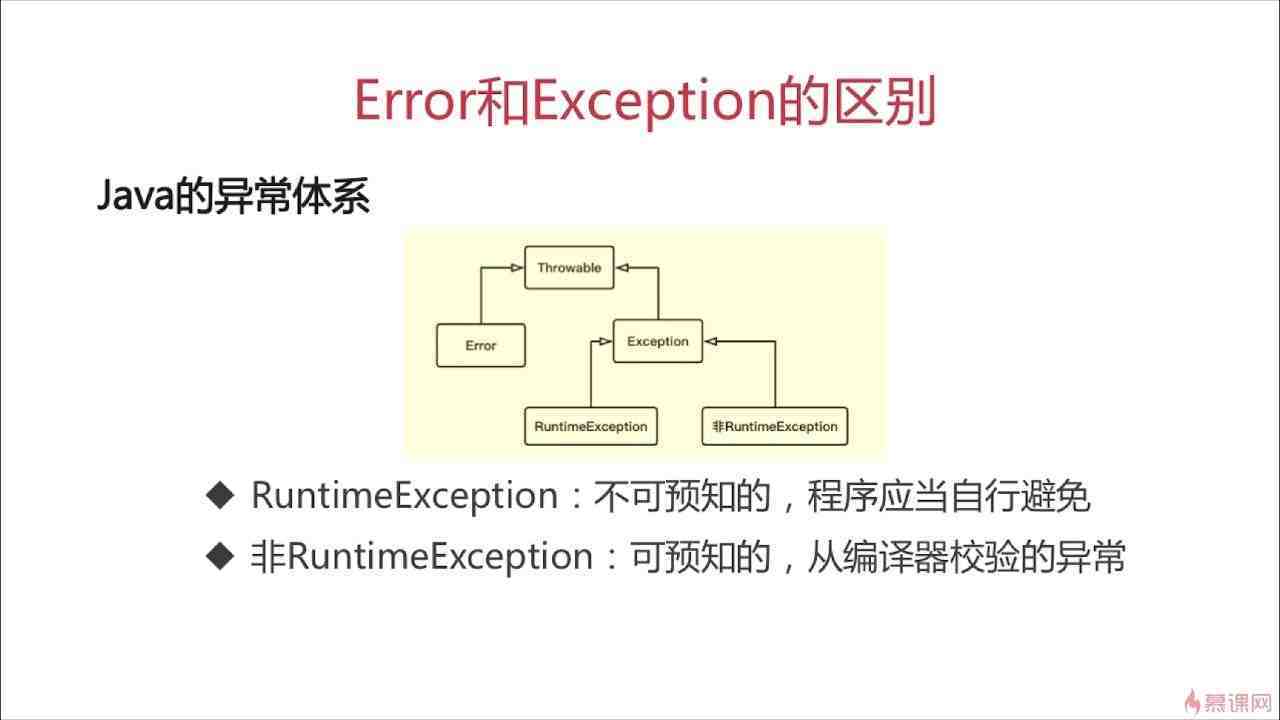 Error和Exception的区别
Java的异常体系
Throwable
Error
Exception
RuntimeException
非RuntimeException
◆ RuntimeException：不可预知的，程序应当自行避免
◆ 非RuntimeException：可预知的，从编译器校验的异常
慕课网